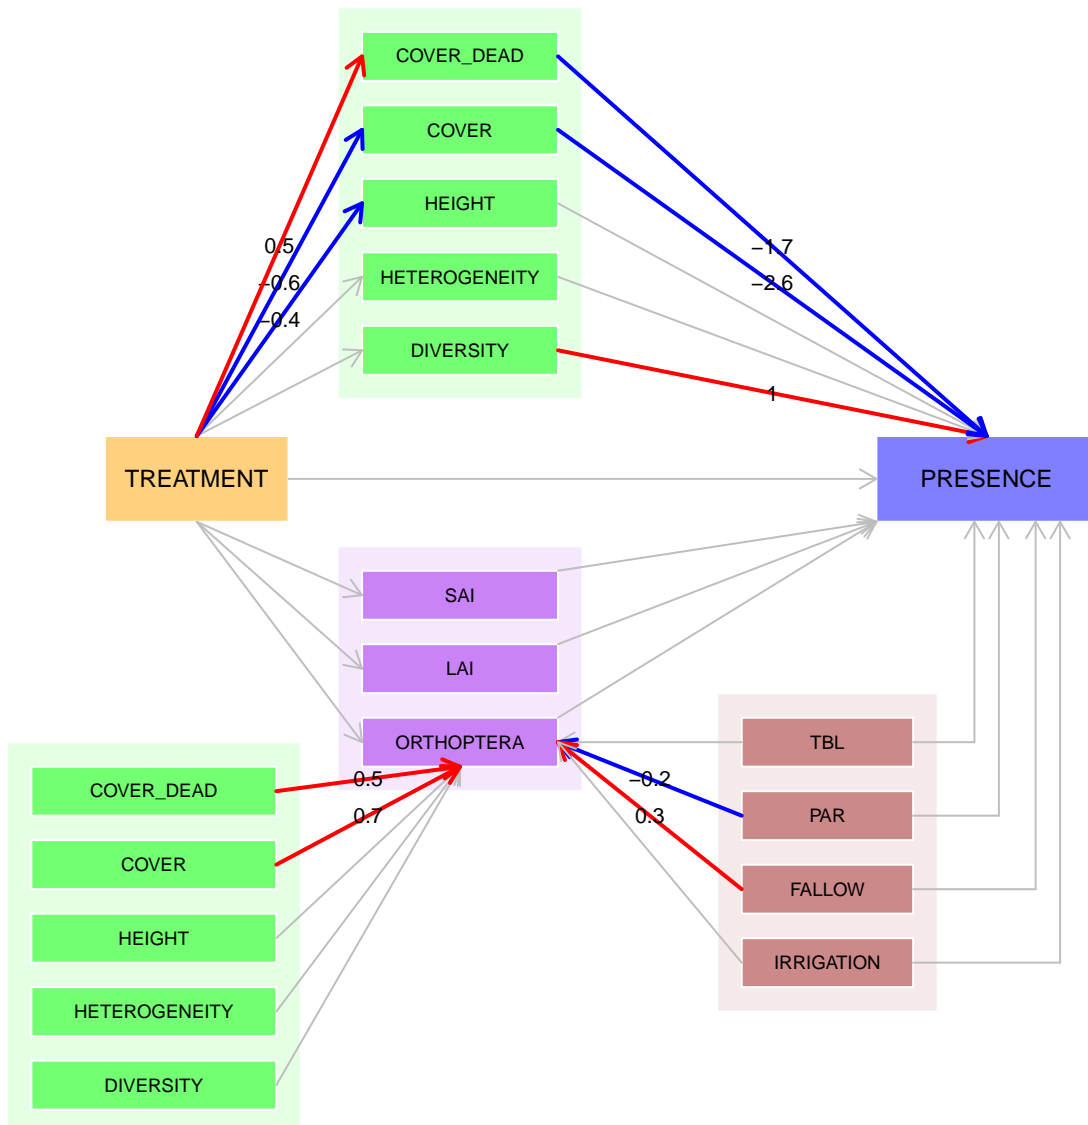 COVER_DEAD
COVER
HEIGHT
HETEROGENEITY
DIVERSITY
0.5
−0.6
−0.4
−1.7
−2.6
1
TREATMENT
PRESENCE
SAI
LAI
ORTHOPTERA
TBL
PAR
FALLOW
IRRIGATION
−0.2
0.3
0.5
0.7
COVER_DEAD
COVER
HEIGHT
HETEROGENEITY
DIVERSITY